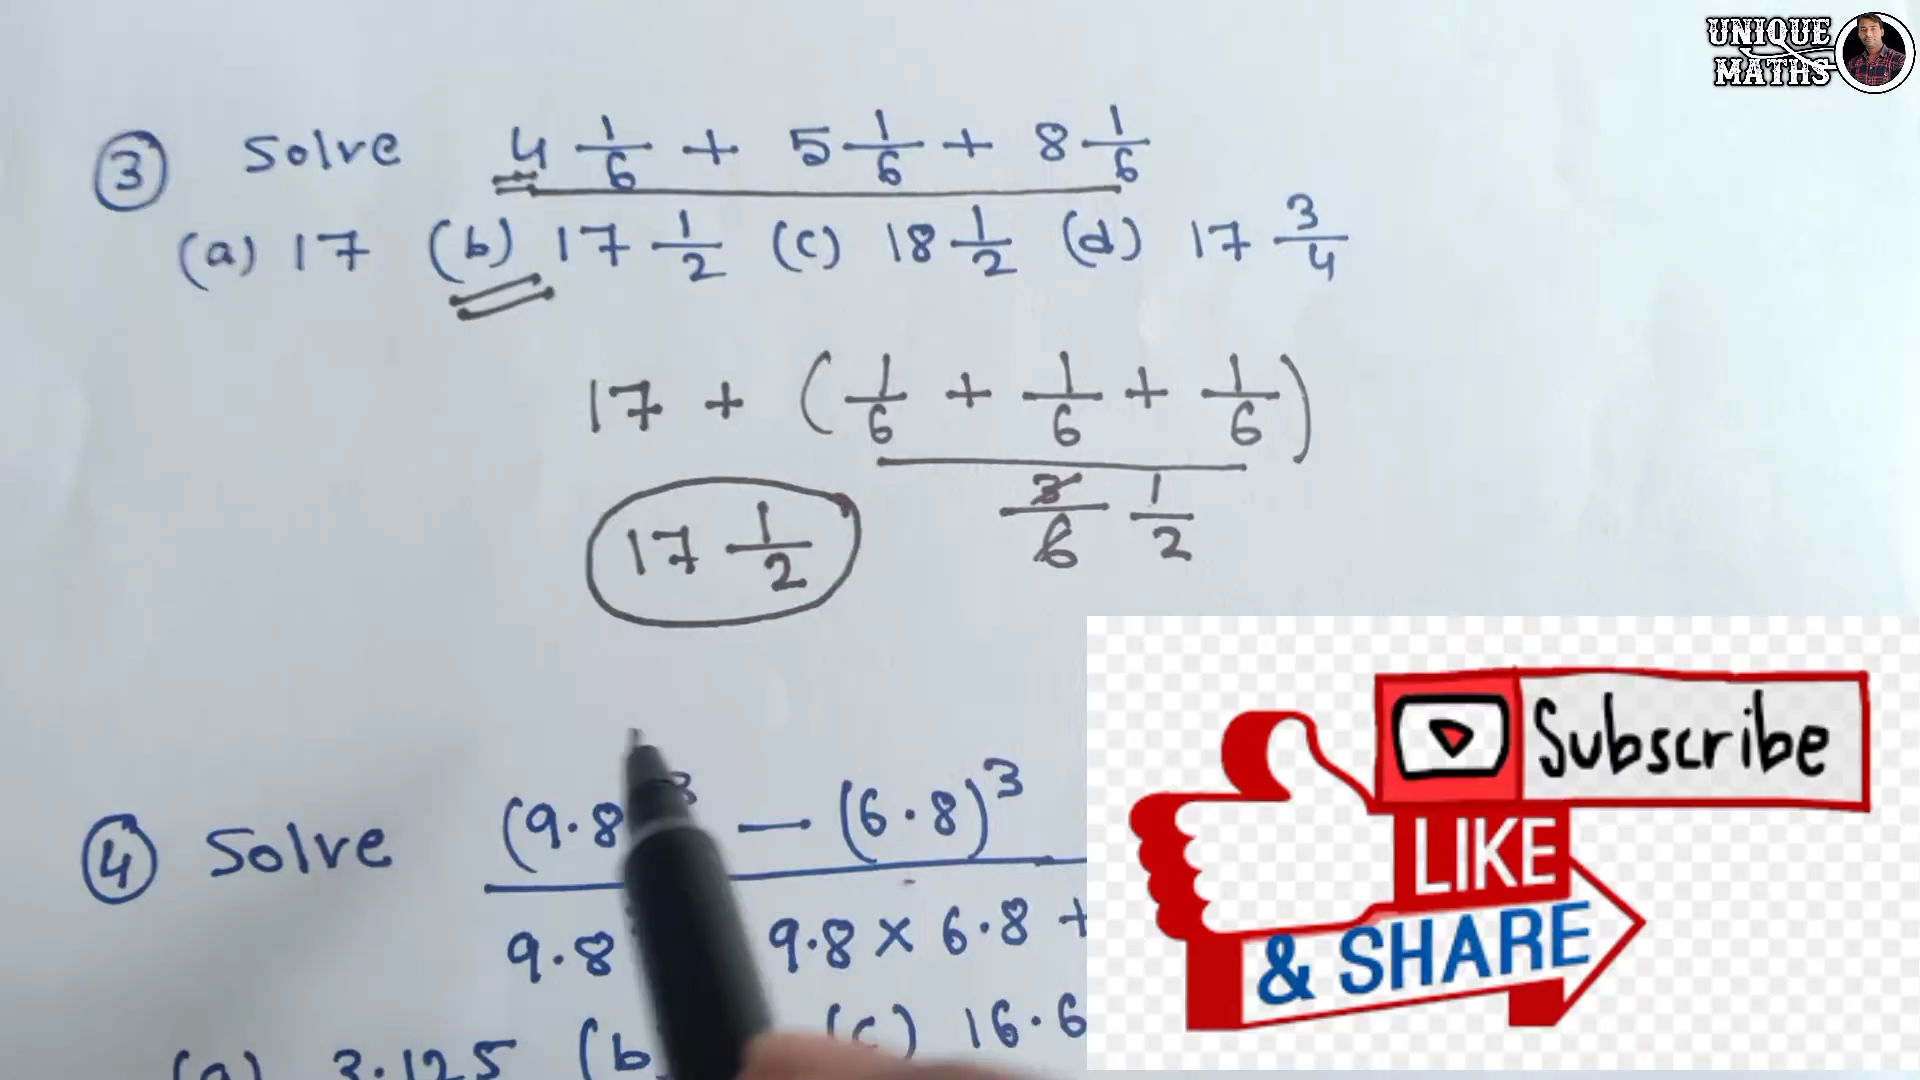 UNIQUE
MATHS
③ Solve 4 1/6 + 5 1/6 + 8 1/6
(a) 17 (b) 17 1/2 (c) 18 1/2 (d) 17 3/4
17 + (1/6 + 1/6 + 1/6)
3/6 1/2
17 1/2
④ Solve (9.8 3 — (6.8)3
9.8 9.8 × 6.8 +
(a) 3.125 (b (c) 16.6
Subscribe
LIKE
& SHARE